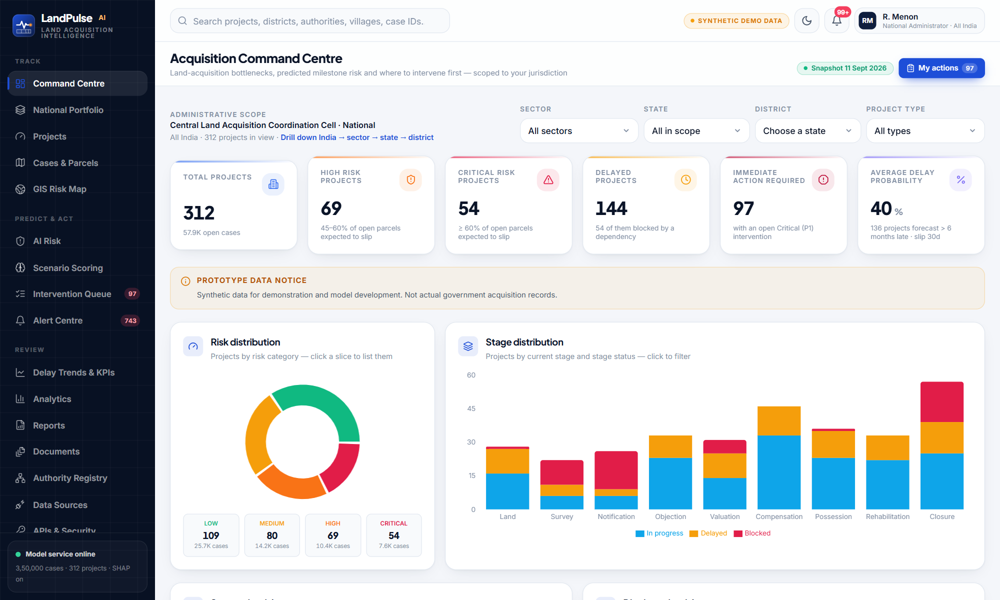 LandPulse AI
LAND ACQUISITION
INTELLIGENCE
TRACK
Command Centre
National Portfolio
Projects
Cases & Parcels
GIS Risk Map
PREDICT & ACT
AI Risk
Scenario Scoring
Intervention Queue 97
Alert Centre 743
REVIEW
Delay Trends & KPIs
Analytics
Reports
Documents
Authority Registry
Data Sources
APIs & Security
Model service online
3,50,000 cases · 312 projects · SHAP
on
Search projects, districts, authorities, villages, case IDs..
SYNTHETIC DEMO DATA
99+
RM
R. Menon
National Administrator · All India
Acquisition Command Centre
Land-acquisition bottlenecks, predicted milestone risk and where to intervene first — scoped to your jurisdiction
Snapshot 11 Sept 2026
My actions 97
ADMINISTRATIVE SCOPE
Central Land Acquisition Coordination Cell · National
All India · 312 projects in view · Drill down India → sector → state → district
SECTOR
All sectors
STATE
All in scope
DISTRICT
Choose a state
PROJECT TYPE
All types
TOTAL PROJECTS
312
57.9K open cases
HIGH RISK
PROJECTS
69
45–60% of open parcels
expected to slip
CRITICAL RISK
PROJECTS
54
≥ 60% of open parcels
expected to slip
DELAYED
PROJECTS
144
54 of them blocked by a
dependency
IMMEDIATE
ACTION REQUIRED
97
with an open Critical (P1)
intervention
AVERAGE DELAY
PROBABILITY
40 %
136 projects forecast > 6
months late · slip 30d
PROTOTYPE DATA NOTICE
Synthetic data for demonstration and model development. Not actual government acquisition records.
Risk distribution
Projects by risk category — click a slice to list them
LOW
109
25.7K cases
MEDIUM
80
14.2K cases
HIGH
69
10.4K cases
CRITICAL
54
7.6K cases
Stage distribution
Projects by current stage and stage status — click to filter
60
45
30
15
0
Land Survey Notification Objection Valuation Compensation Possession Rehabilitation Closure
In progress Delayed Blocked